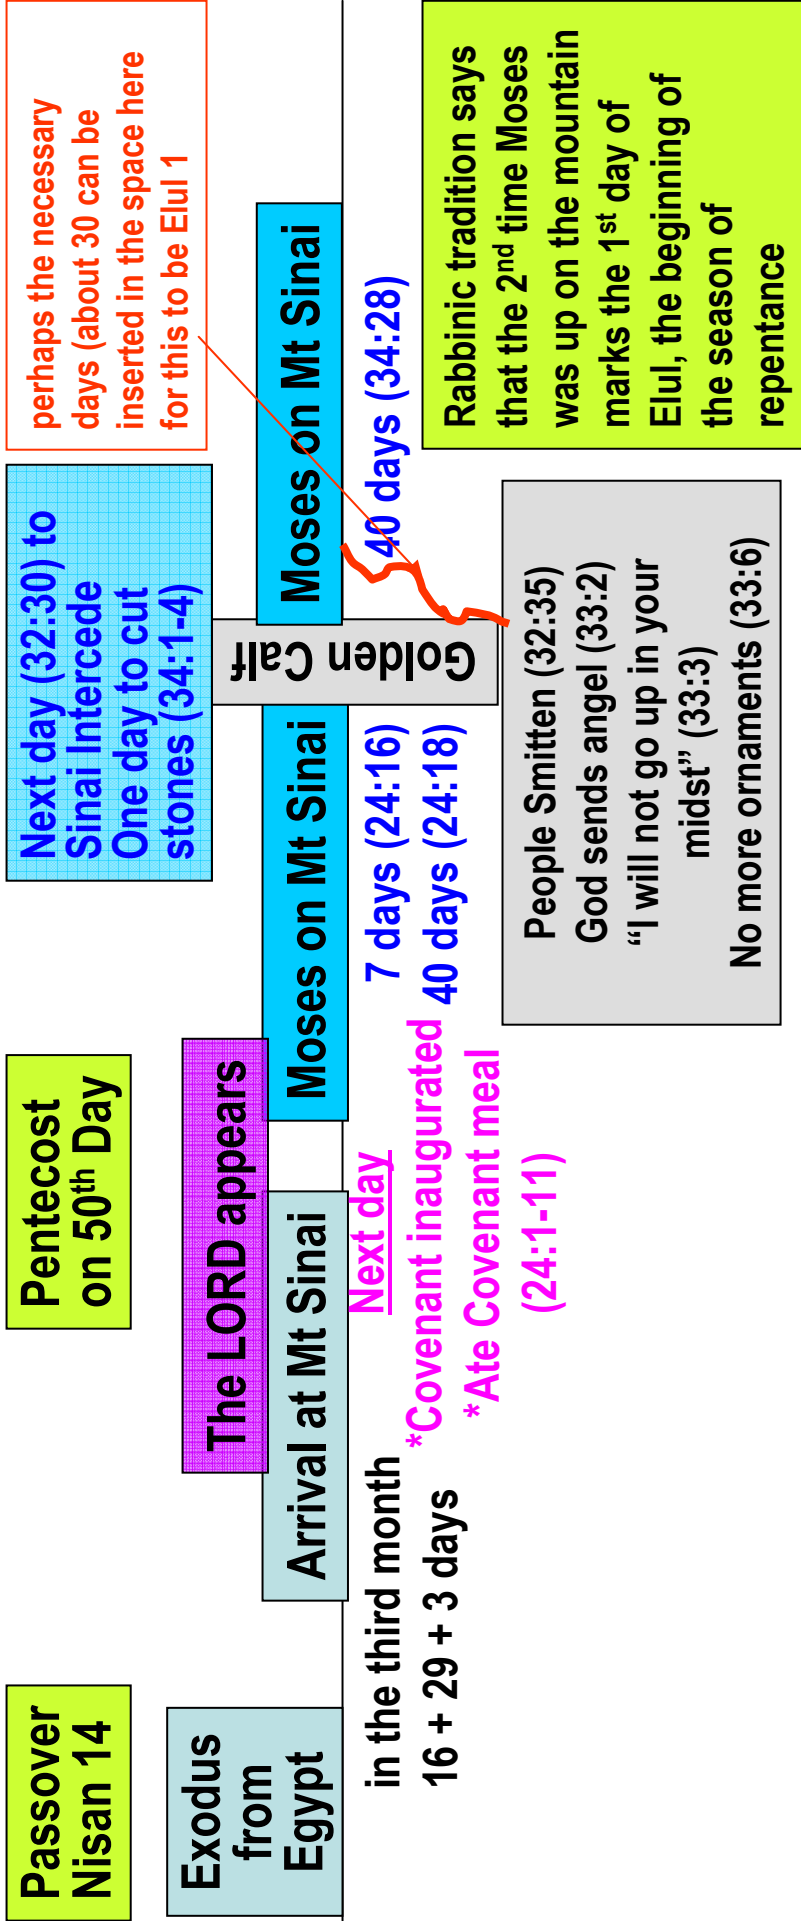 Passover
Nisan 14
Exodus
from
Egypt
in the third month
16 + 29 + 3 days
Pentecost
on 50th Day
The LORD appears
Arrival at Mt Sinai
Next day
*Covenant inaugurated
*Ate Covenant meal
(24:1-11)
Moses on Mt Sinai
7 days (24:16)
40 days (24:18)
Next day (32:30) to
Sinai Intercede
One day to cut
stones (34:1-4)
Golden Calf
People Smitten (32:35)
God sends angel (33:2)
“I will not go up in your
midst” (33:3)
No more ornaments (33:6)
perhaps the necessary
days (about 30 can be
inserted in the space here
for this to be Elul 1
Moses on Mt Sinai
40 days (34:28)
Rabbinic tradition says
that the 2nd time Moses
was up on the mountain
marks the 1st day of
Elul, the beginning of
the season of
repentance